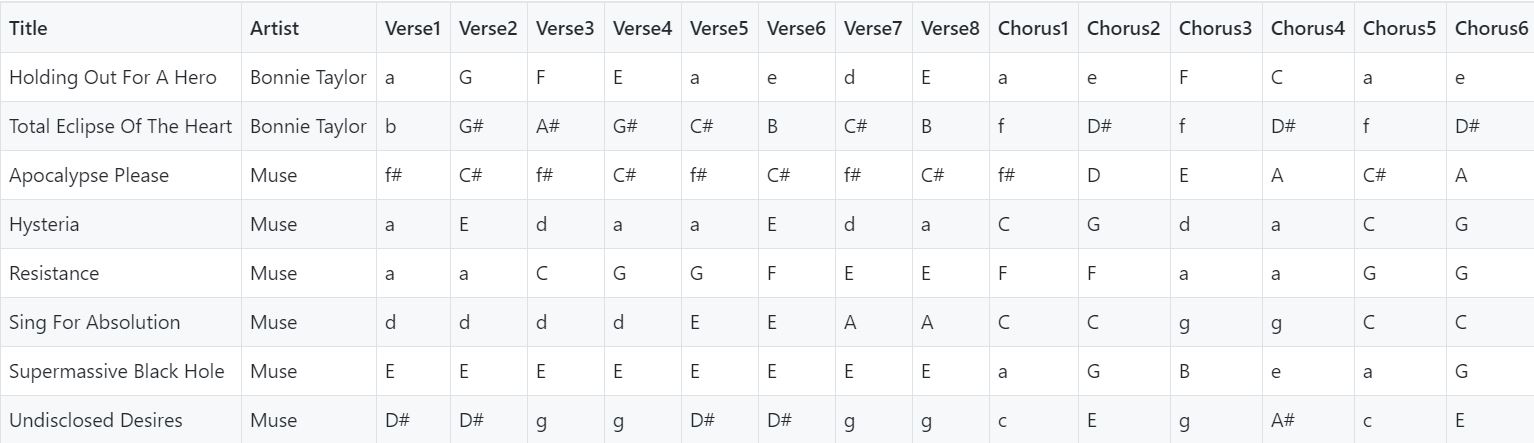 Title Artist Verse1 Verse2 Verse3 Verse4 Verse5 Verse6 Verse7 Verse8 Chorus1 Chorus2 Chorus3 Chorus4 Chorus5 Chorus6
Holding Out For A Hero Bonnie Taylor a G F E a e d E a e F C a e
Total Eclipse Of The Heart Bonnie Taylor b G# A# G# C# B C# B f D# f D# f D#
Apocalypse Please Muse f# C# f# C# f# C# f# C# f# D E A C# A
Hysteria Muse a E d a a E d a C G d a C G
Resistance Muse a a C G G F E E F F a a G G
Sing For Absolution Muse d d d d E E A A C C g g C C
Supermassive Black Hole Muse E E E E E E E E a G B e a G
Undisclosed Desires Muse D# D# g g D# D# g g c E g A# c E